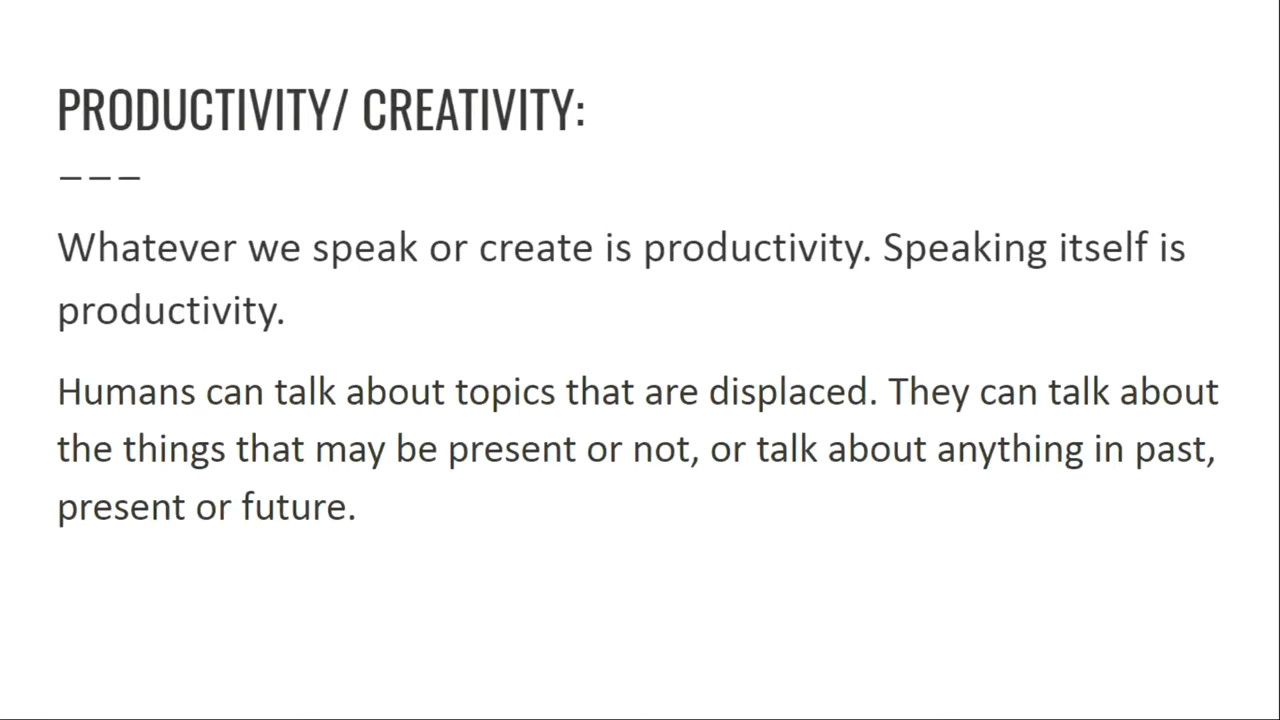 PRODUCTIVITY/ CREATIVITY:
Whatever we speak or create is productivity. Speaking itself is
productivity.
Humans can talk about topics that are displaced. They can talk about
the things that may be present or not, or talk about anything in past,
present or future.